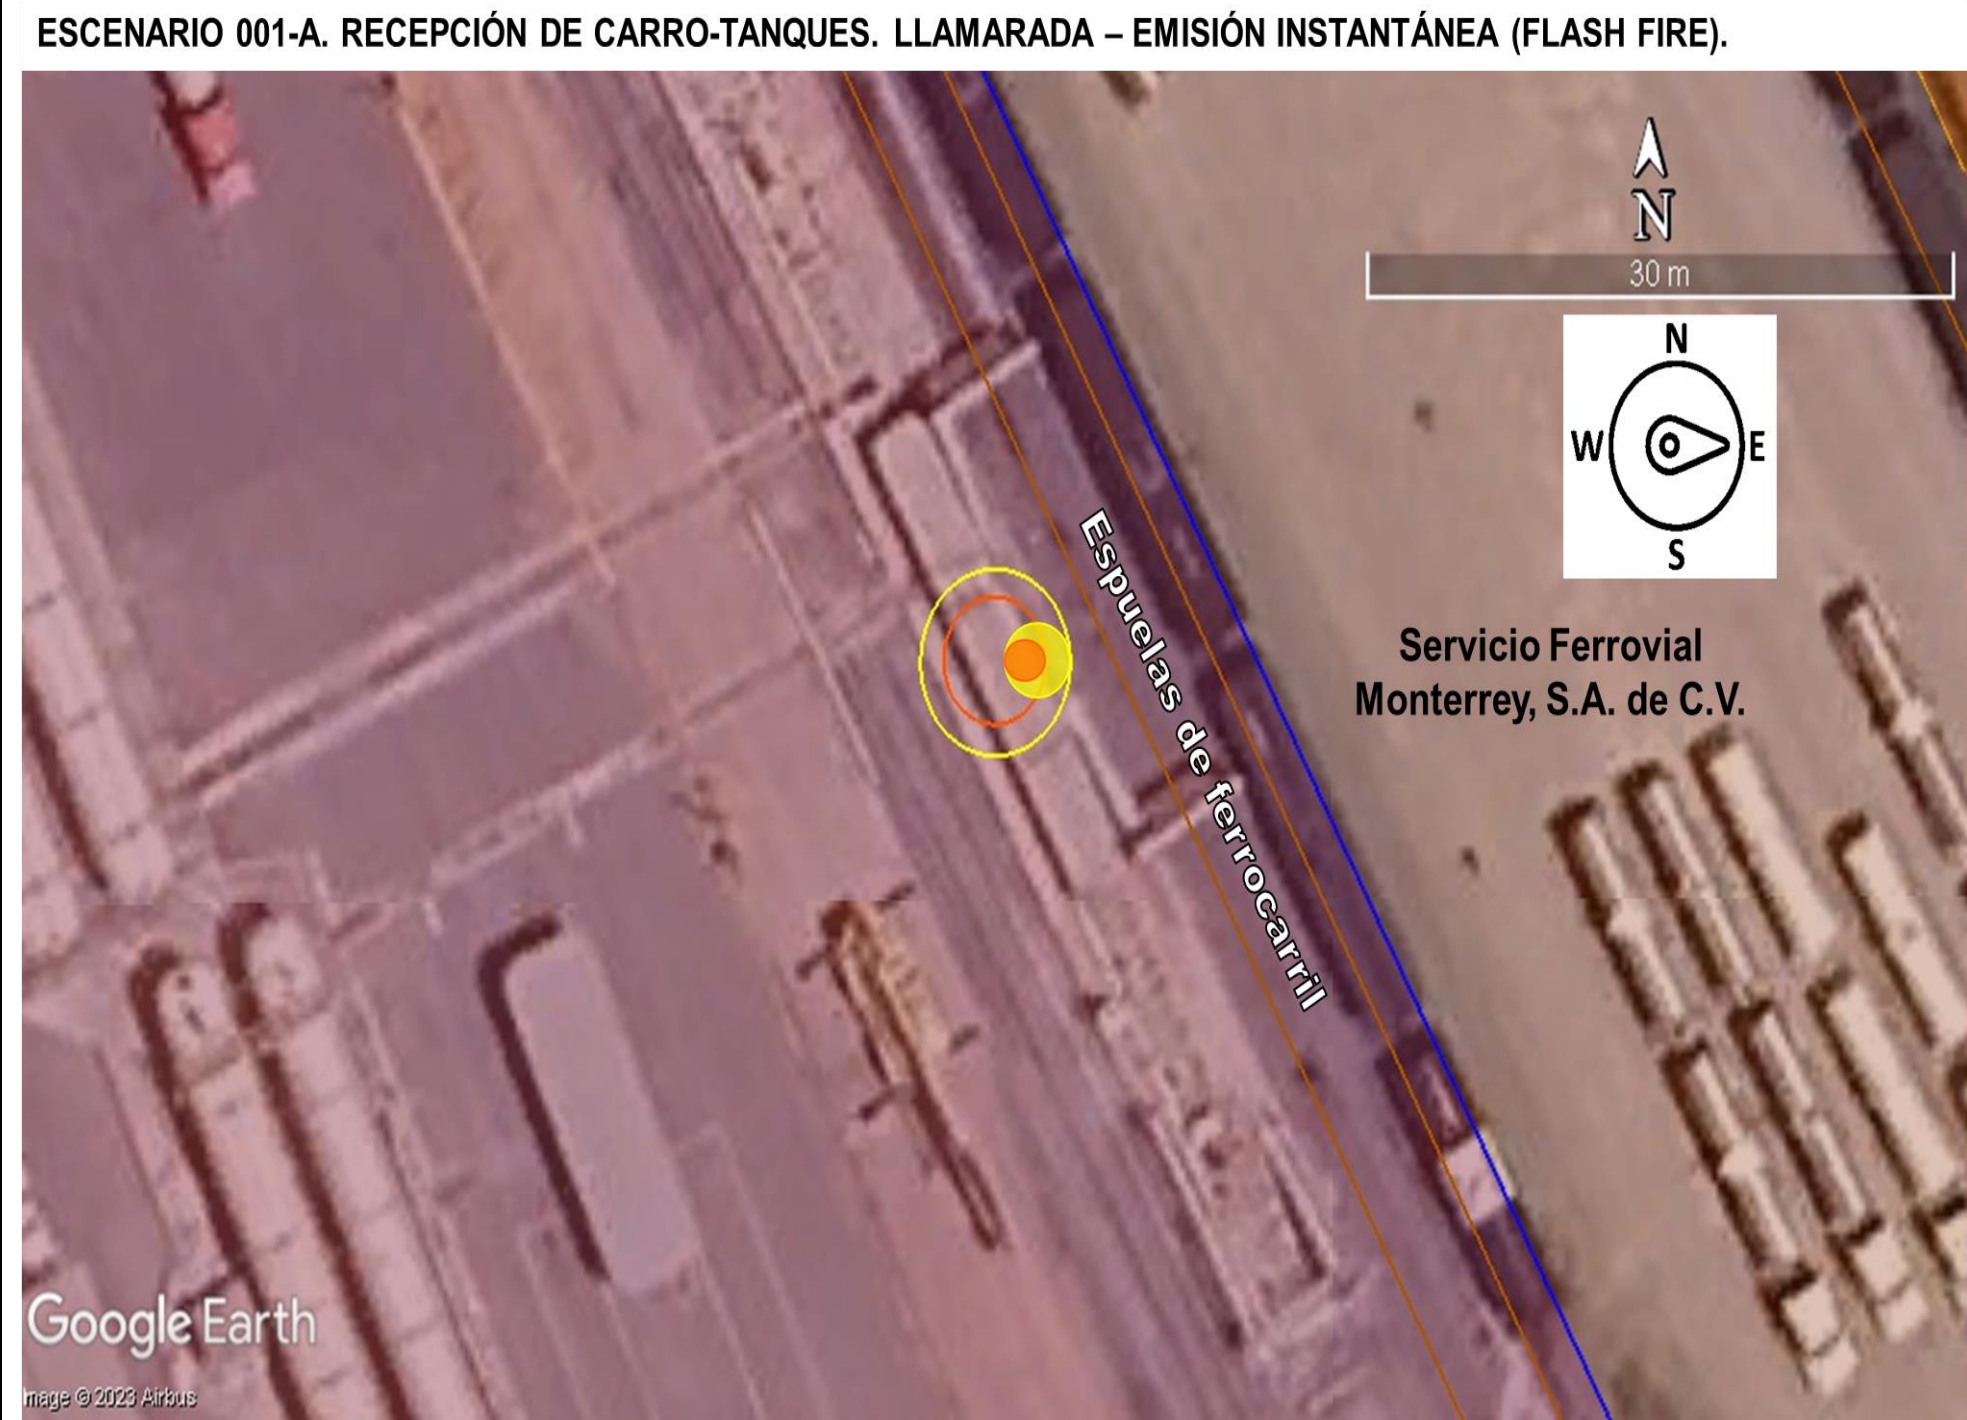 ESCENARIO 001-A. RECEPCIÓN DE CARRO-TANQUES. LLAMARADA – EMISIÓN INSTANTÁNEA (FLASH FIRE).
N
30 m
N
W
E
S
Espuelas de ferrocarril
Servicio Ferrovial
Monterrey, S.A. de C.V.
Google Earth
mage © 2023 Airbus